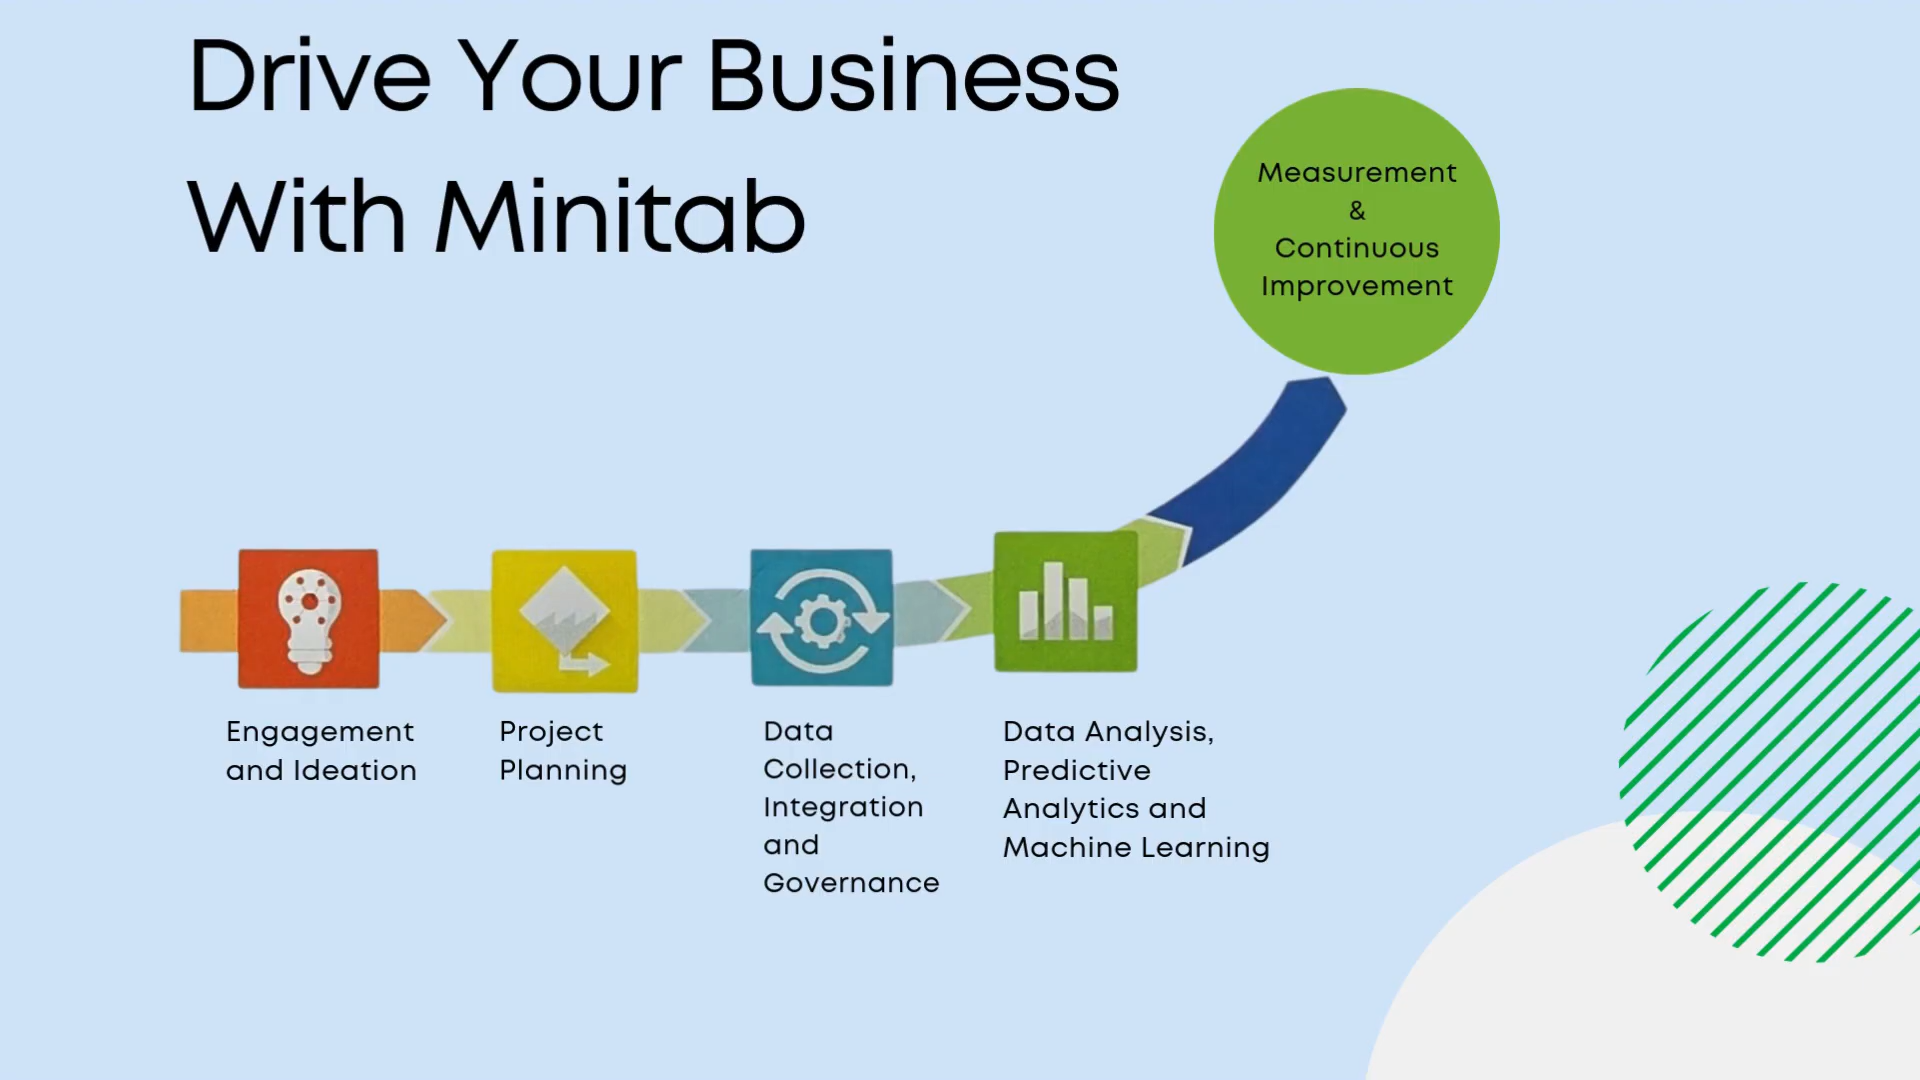 Drive Your Business
With Minitab
Measurement
&
Continuous
Improvement
Engagement
and Ideation
Project
Planning
Data
Collection,
Integration
and
Governance
Data Analysis,
Predictive
Analytics and
Machine Learning